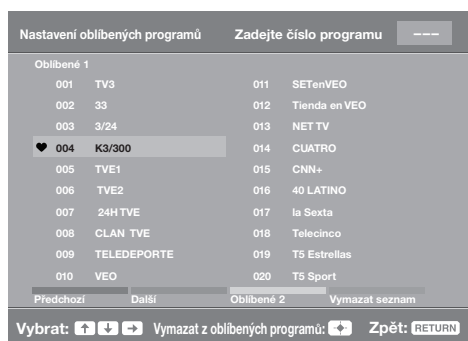 Nastavení oblíbených programů Zadejte číslo programu ---
Oblíbené 1
001 TV3
002 33
003 3/24
004 K3/300
005 TVE1
006 TVE2
007 24H TVE
008 CLAN TVE
009 TELEDEPORTE
010 VEO
011 SETenVEO
012 Tienda en VEO
013 NET TV
014 CUATRO
015 CNN+
016 40 LATINO
017 la Sexta
018 Telecinco
019 T5 Estrellas
020 T5 Sport
Předchozí Další Oblíbené 2 Vymazat seznam
Vybrat: Vymazat z oblíbených programů: Zpět: RETURN